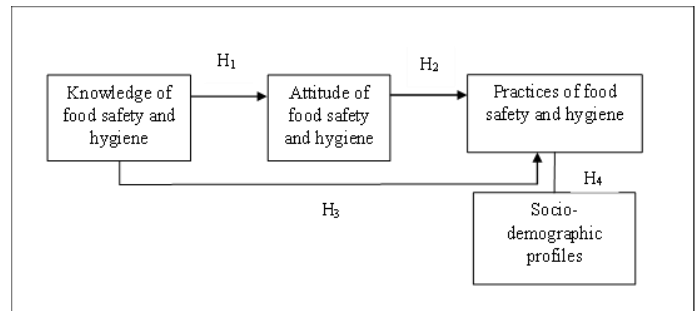 H₁
H₂
Knowledge of
food safety and
hygiene
Attitude of
food safety
and hygiene
Practices of food
safety and hygiene
H₃
H₄
Socio-
demographic
profiles